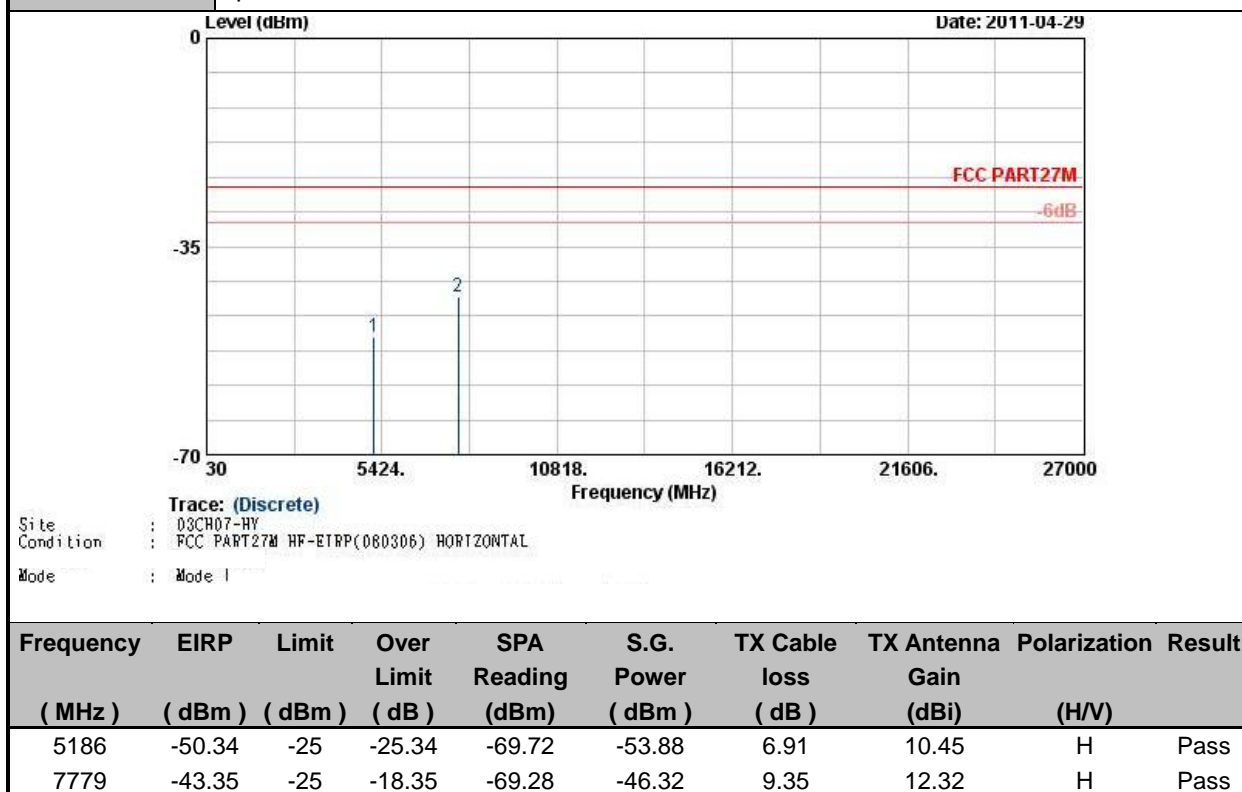 Level (dBm)
Date: 2011-04-29
0
FCC PART27M
-6dB
-35
2
1
-70
30
5424.
10818.
16212.
21606.
27000
Frequency (MHz)
Trace: (Discrete)
Site : 03CH07-HY
Condition : FCC PART27M HF-EIRP(080306) HORIZONTAL
Mode : Mode 1
Frequency EIRP Limit Over SPA S.G. TX Cable TX Antenna Polarization Result
Limit Reading Power loss Gain
( MHz ) ( dBm ) ( dBm ) ( dB ) (dBm) ( dBm ) ( dB ) (dBi) (H/V)
5186 -50.34 -25 -25.34 -69.72 -53.88 6.91 10.45 H Pass
7779 -43.35 -25 -18.35 -69.28 -46.32 9.35 12.32 H Pass